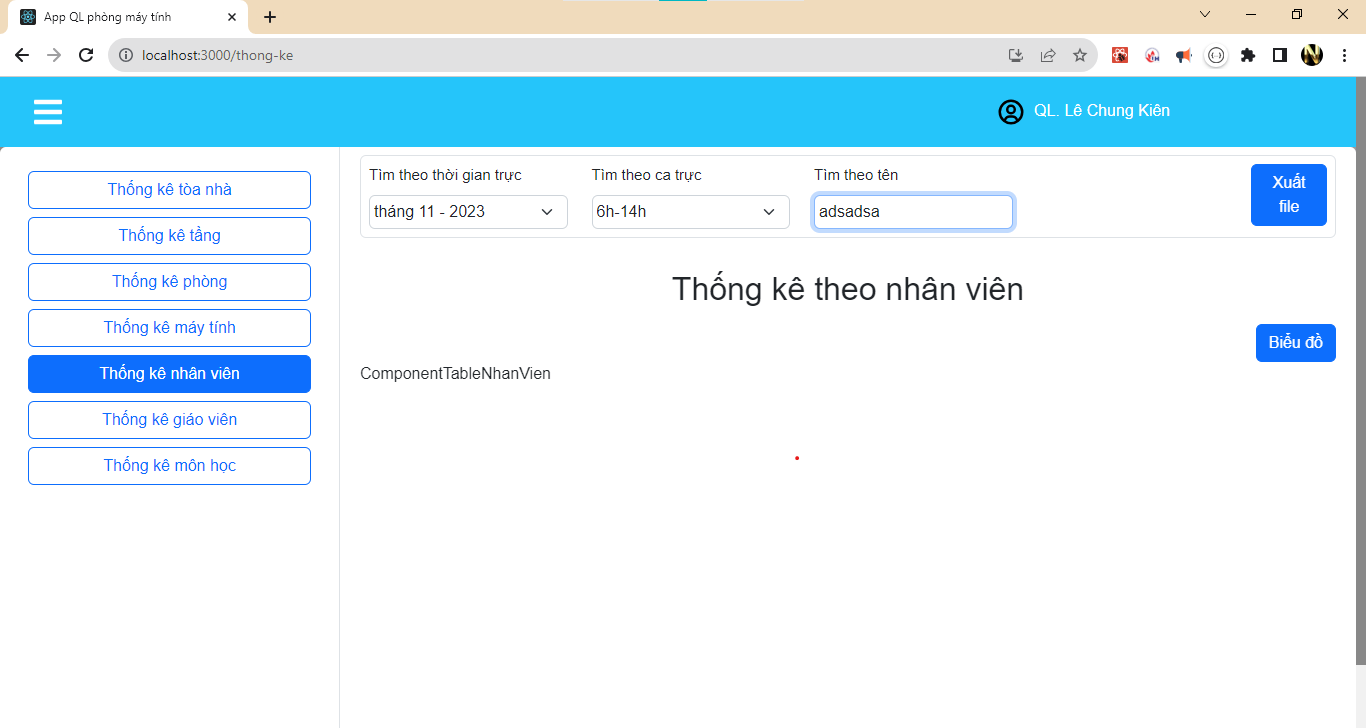 App QL phòng máy tính
localhost:3000/thong-ke
QL. Lê Chung Kiên
Thống kê tòa nhà
Thống kê tầng
Thống kê phòng
Thống kê máy tính
Thống kê nhân viên
Thống kê giáo viên
Thống kê môn học
Tìm theo thời gian trực
tháng 11 - 2023
Tìm theo ca trực
6h-14h
Tìm theo tên
adsadsa
Xuất
file
Thống kê theo nhân viên
Biểu đồ
ComponentTableNhanVien